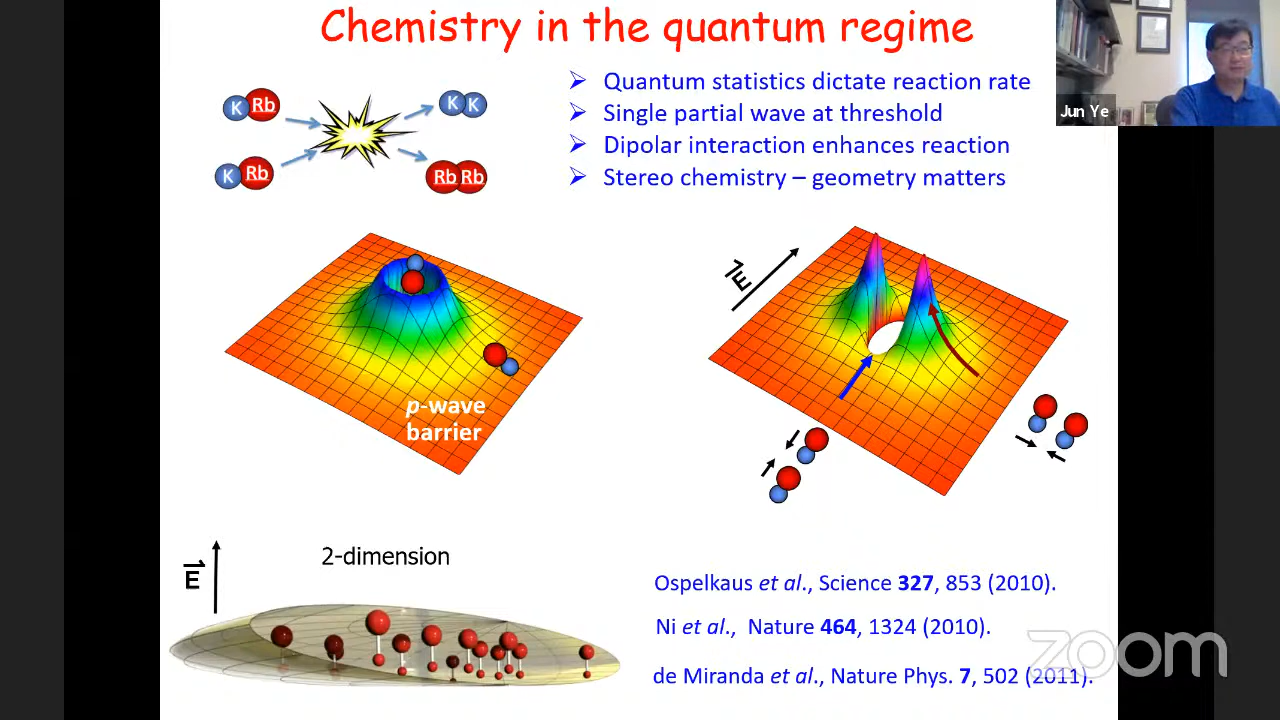 Chemistry in the quantum regime
Jun Ye
K Rb
K K
K Rb
Rb Rb
➢ Quantum statistics dictate reaction rate
➢ Single partial wave at threshold
➢ Dipolar interaction enhances reaction
➢ Stereo chemistry – geometry matters
E
p-wave
barrier
E
2-dimension
Ospelkaus et al., Science 327, 853 (2010).
Ni et al., Nature 464, 1324 (2010).
de Miranda et al., Nature Phys. 7, 502 (2011).
zoom